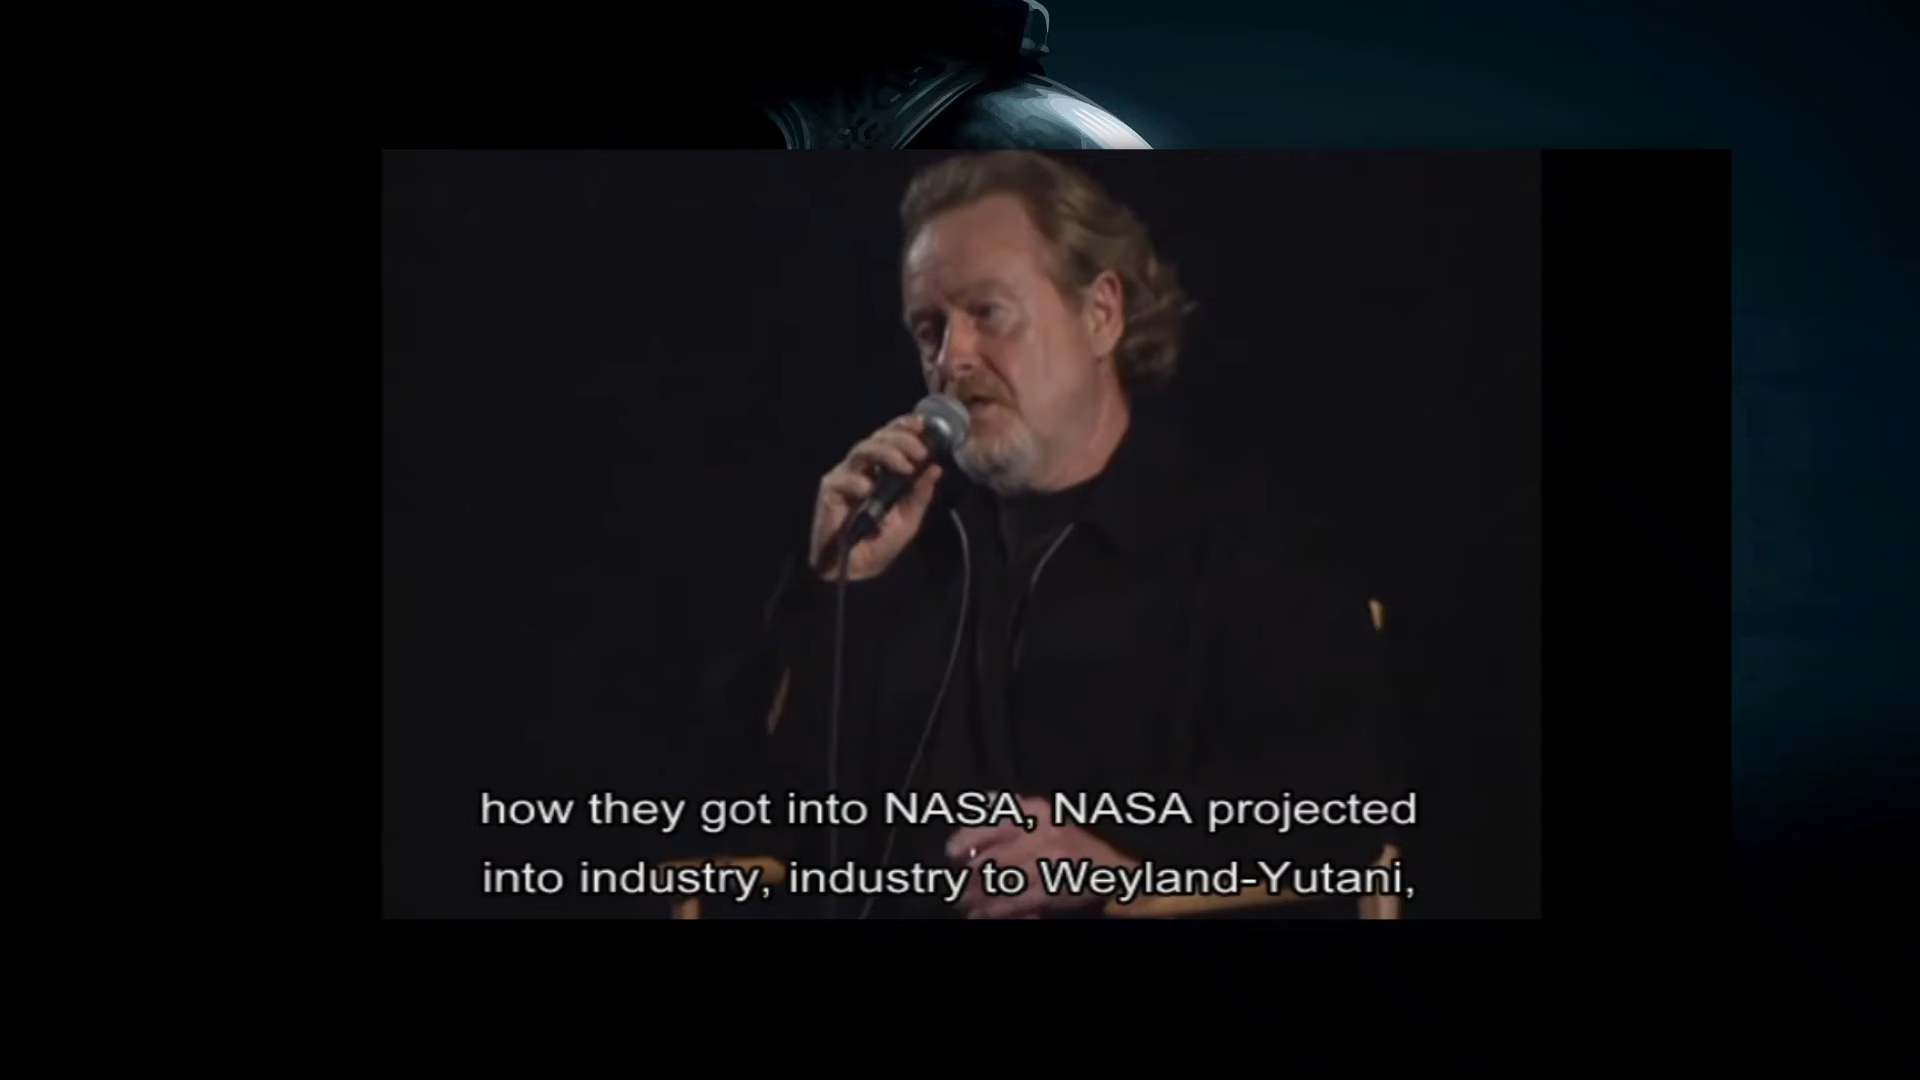 how they got into NASA, NASA projected
into industry, industry to Weyland-Yutani,